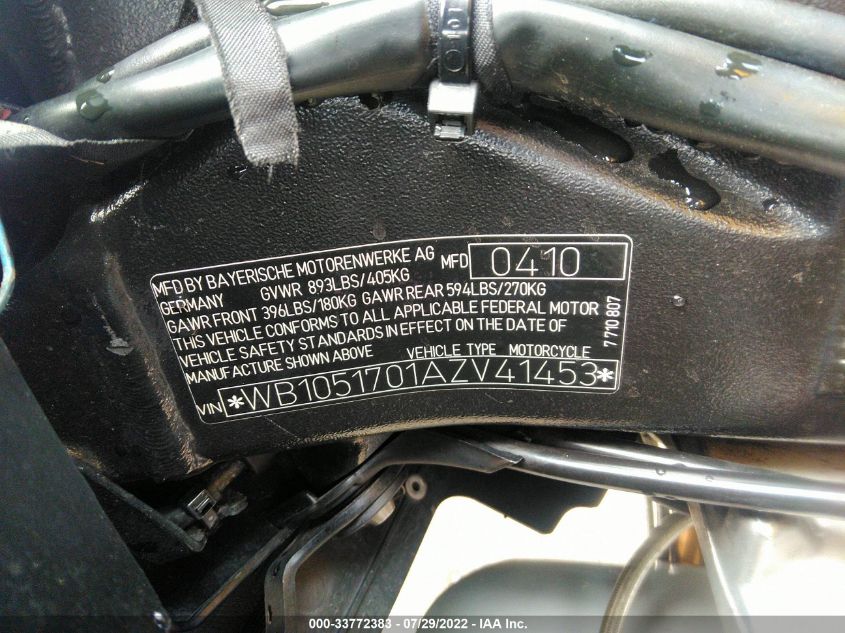 MFD BY BAYERISCHE MOTORENWERKE AG MFD 0410
GERMANY GVWR 893LBS/405KG
GAWR FRONT 396LBS/180KG GAWR REAR 594LBS/270KG
THIS VEHICLE CONFORMS TO ALL APPLICABLE FEDERAL MOTOR
VEHICLE SAFETY STANDARDS IN EFFECT ON THE DATE OF
MANUFACTURE SHOWN ABOVE VEHICLE TYPE MOTORCYCLE
7 710 807
VIN *WB1051701AZV41453*
000-33772383 - 07/29/2022 - IAA Inc.